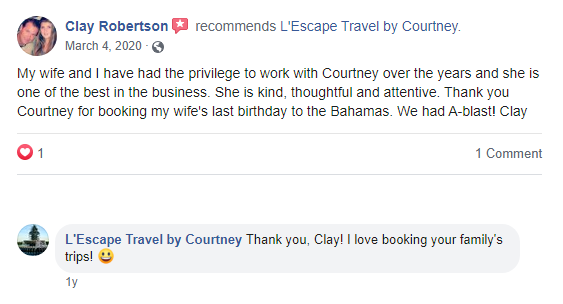 Clay Robertson recommends L'Escape Travel by Courtney.
March 4, 2020 ·
My wife and I have had the privilege to work with Courtney over the years and she is
one of the best in the business. She is kind, thoughtful and attentive. Thank you
Courtney for booking my wife's last birthday to the Bahamas. We had A-blast! Clay
1
1 Comment
L'Escape Travel by Courtney Thank you, Clay! I love booking your family's
trips! 😃
1y